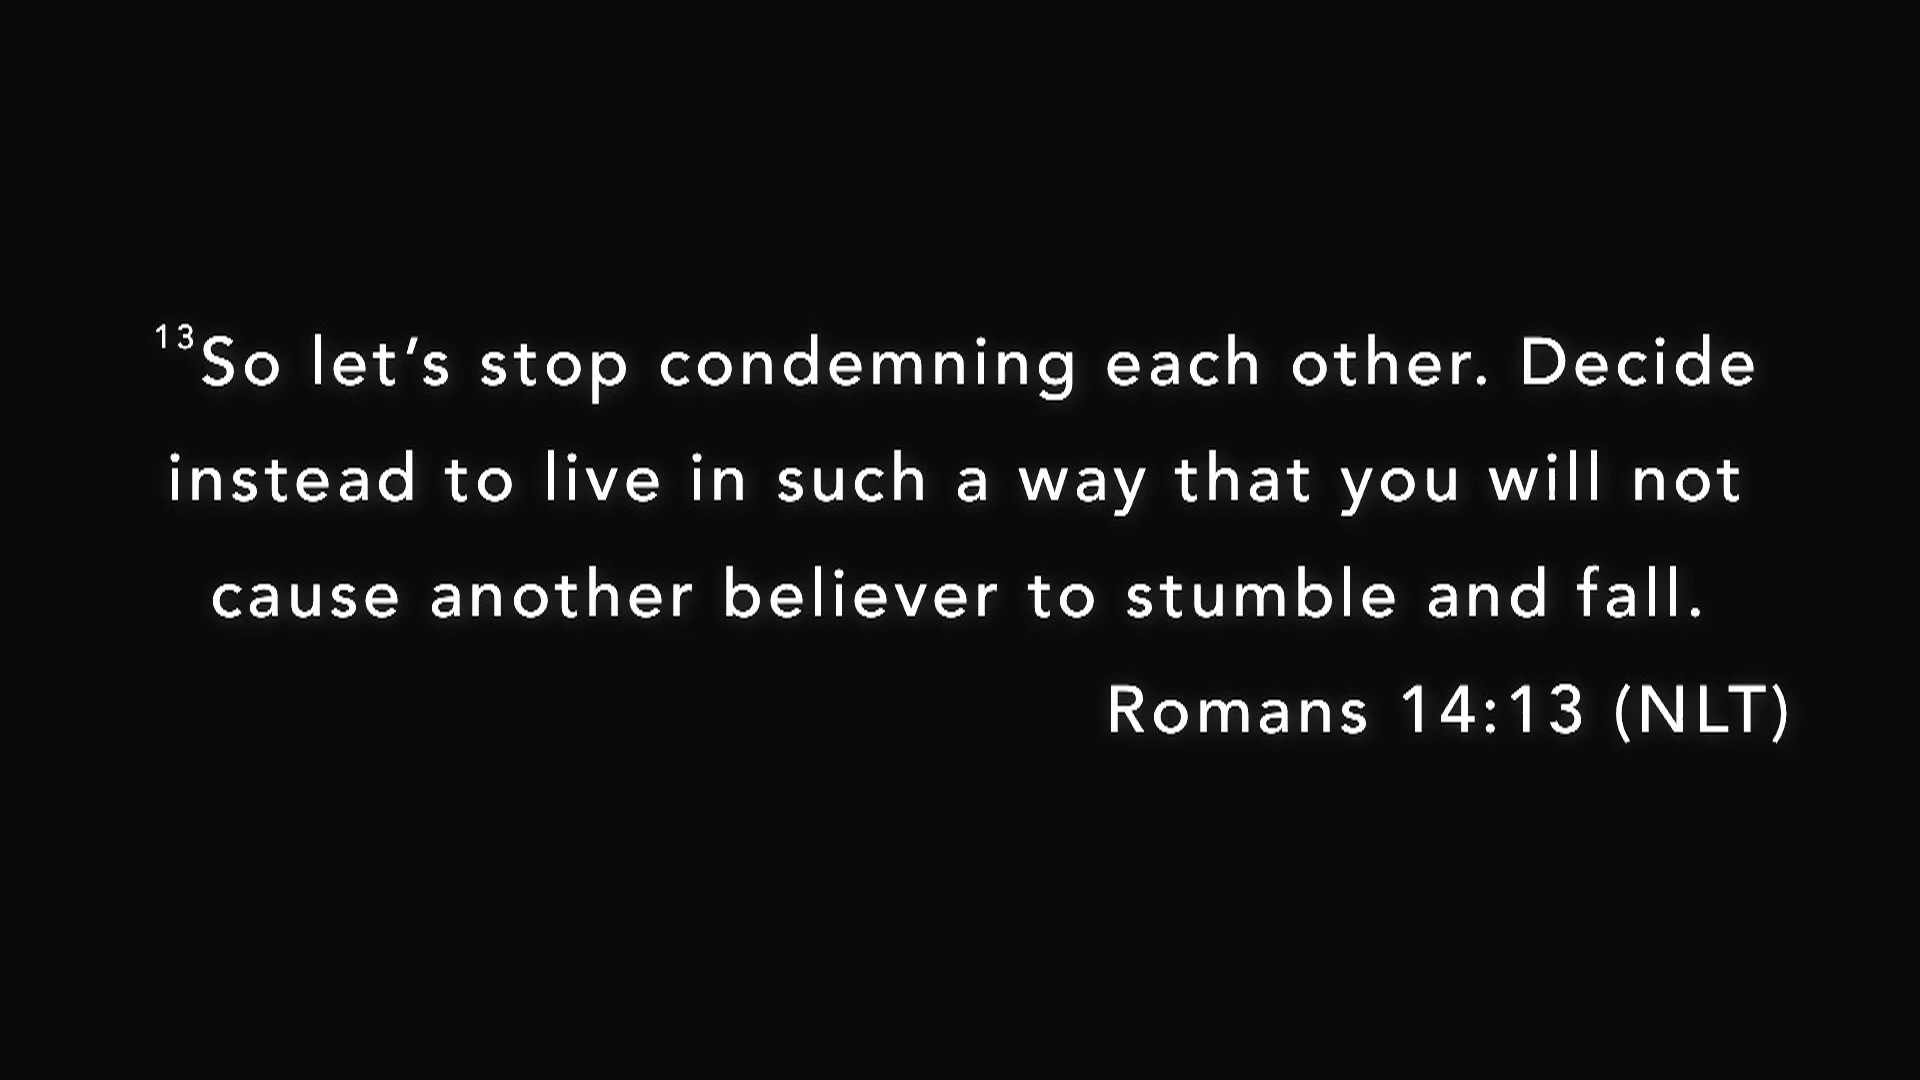 ¹³So let’s stop condemning each other. Decide
instead to live in such a way that you will not
cause another believer to stumble and fall.
Romans 14:13 (NLT)